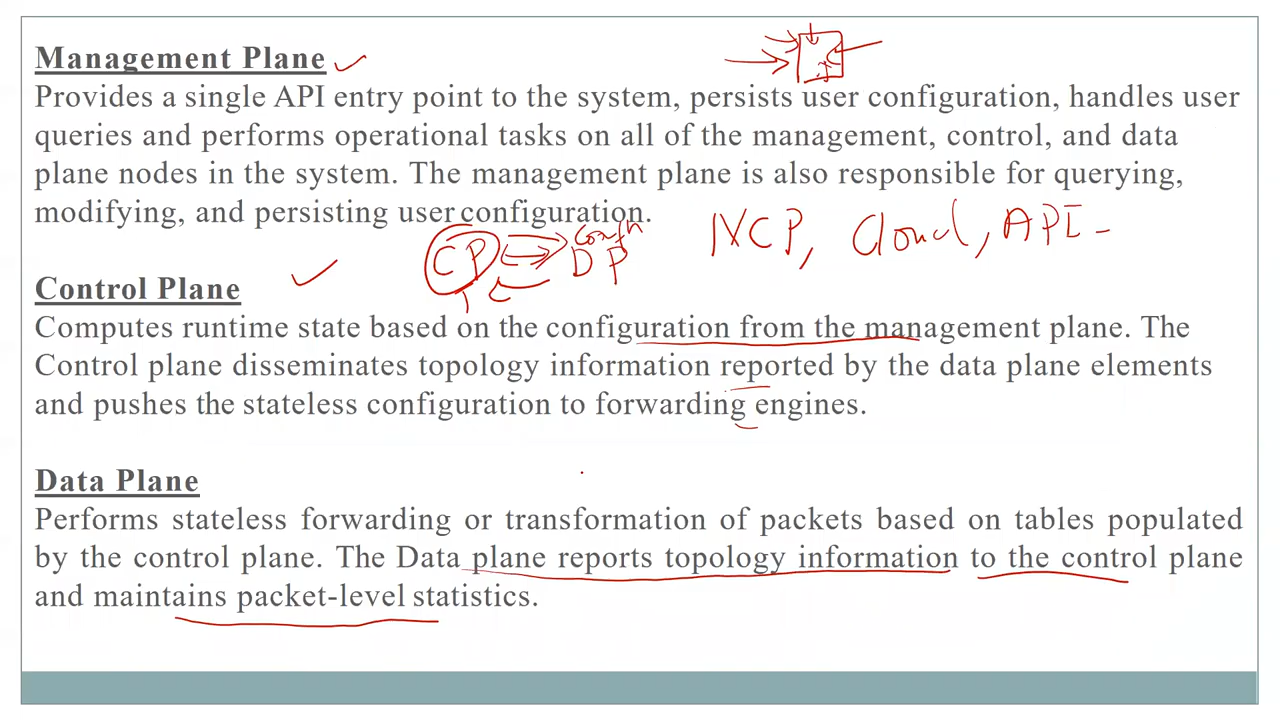 Management Plane
Provides a single API entry point to the system, persists user configuration, handles user
queries and performs operational tasks on all of the management, control, and data
plane nodes in the system. The management plane is also responsible for querying,
modifying, and persisting user configuration.
NCP, Cloud, API -
CP DP
Control Plane
Computes runtime state based on the configuration from the management plane. The
Control plane disseminates topology information reported by the data plane elements
and pushes the stateless configuration to forwarding engines.
Data Plane
Performs stateless forwarding or transformation of packets based on tables populated
by the control plane. The Data plane reports topology information to the control plane
and maintains packet-level statistics.